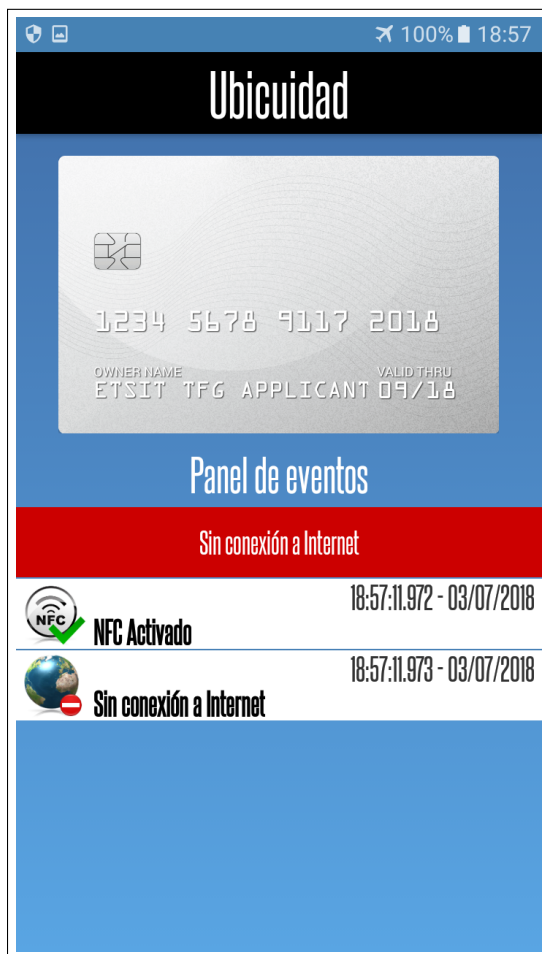 100% 18:57
Ubicuidad
1234 5678 9117 2018
OWNER NAME VALID THRU
ETSIT TFG APPLICANT 09/18
Panel de eventos
Sin conexión a Internet
18:57:11.972 - 03/07/2018
NFC
NFC Activado
18:57:11.973 - 03/07/2018
Sin conexión a Internet